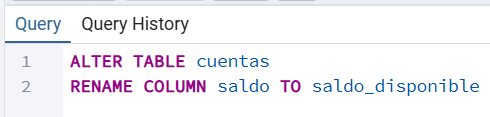 Query
Query History
1
ALTER TABLE cuentas
2
RENAME COLUMN saldo TO saldo_disponible